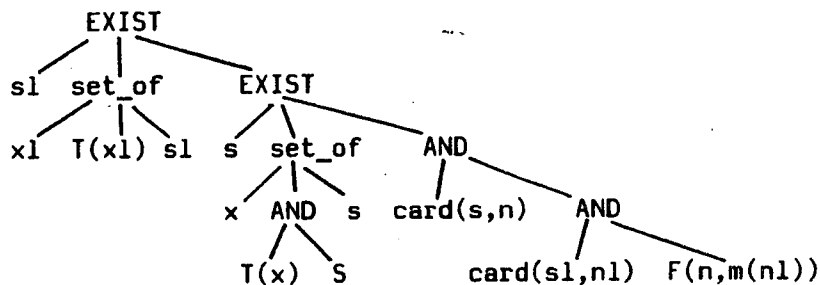 EXIST
sl set_of EXIST
xl T(xl) sl s set_of AND
x AND s card(s,n) AND
T(x) S card(sl,nl) F(n,m(nl))